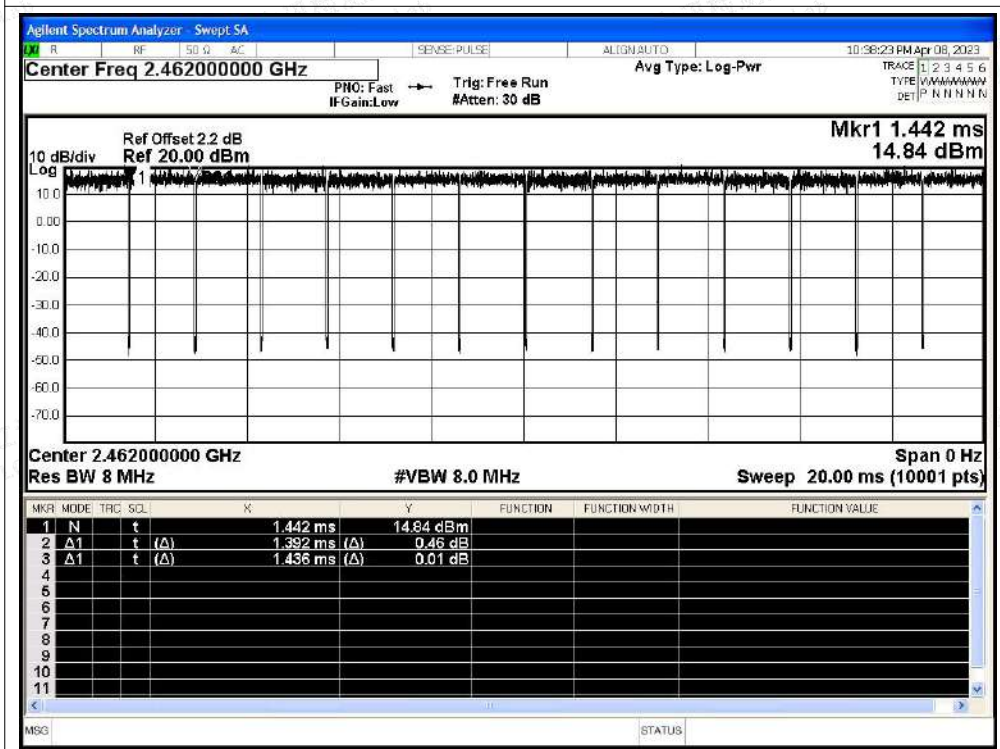 Agilent Spectrum Analyzer - Swept SA
LXI R RF 50 Ω AC SENSE:PULSE ALIGN AUTO 10:38:23 PM Apr 08, 2023
Center Freq 2.462000000 GHz
PNO: Fast
IFGain:Low
Trig: Free Run
#Atten: 30 dB
Avg Type: Log-Pwr
TRACE 1 2 3 4 5 6
TYPE
DET P N N N N N
Mkr1 1.442 ms
14.84 dBm
Ref Offset 2.2 dB
10 dB/div Ref 20.00 dBm
Log
1
10.0
0.00
-10.0
-20.0
-30.0
-40.0
-50.0
-60.0
-70.0
Center 2.462000000 GHz Span 0 Hz
Res BW 8 MHz #VBW 8.0 MHz Sweep 20.00 ms (10001 pts)
MKR MODE TRC SCL X Y FUNCTION FUNCTION WIDTH FUNCTION VALUE
1 N t 1.442 ms 14.84 dBm
2 Δ1 t (Δ) 1.392 ms (Δ) 0.46 dB
3 Δ1 t (Δ) 1.436 ms (Δ) 0.01 dB
4
5
6
7
8
9
10
11
MSG STATUS